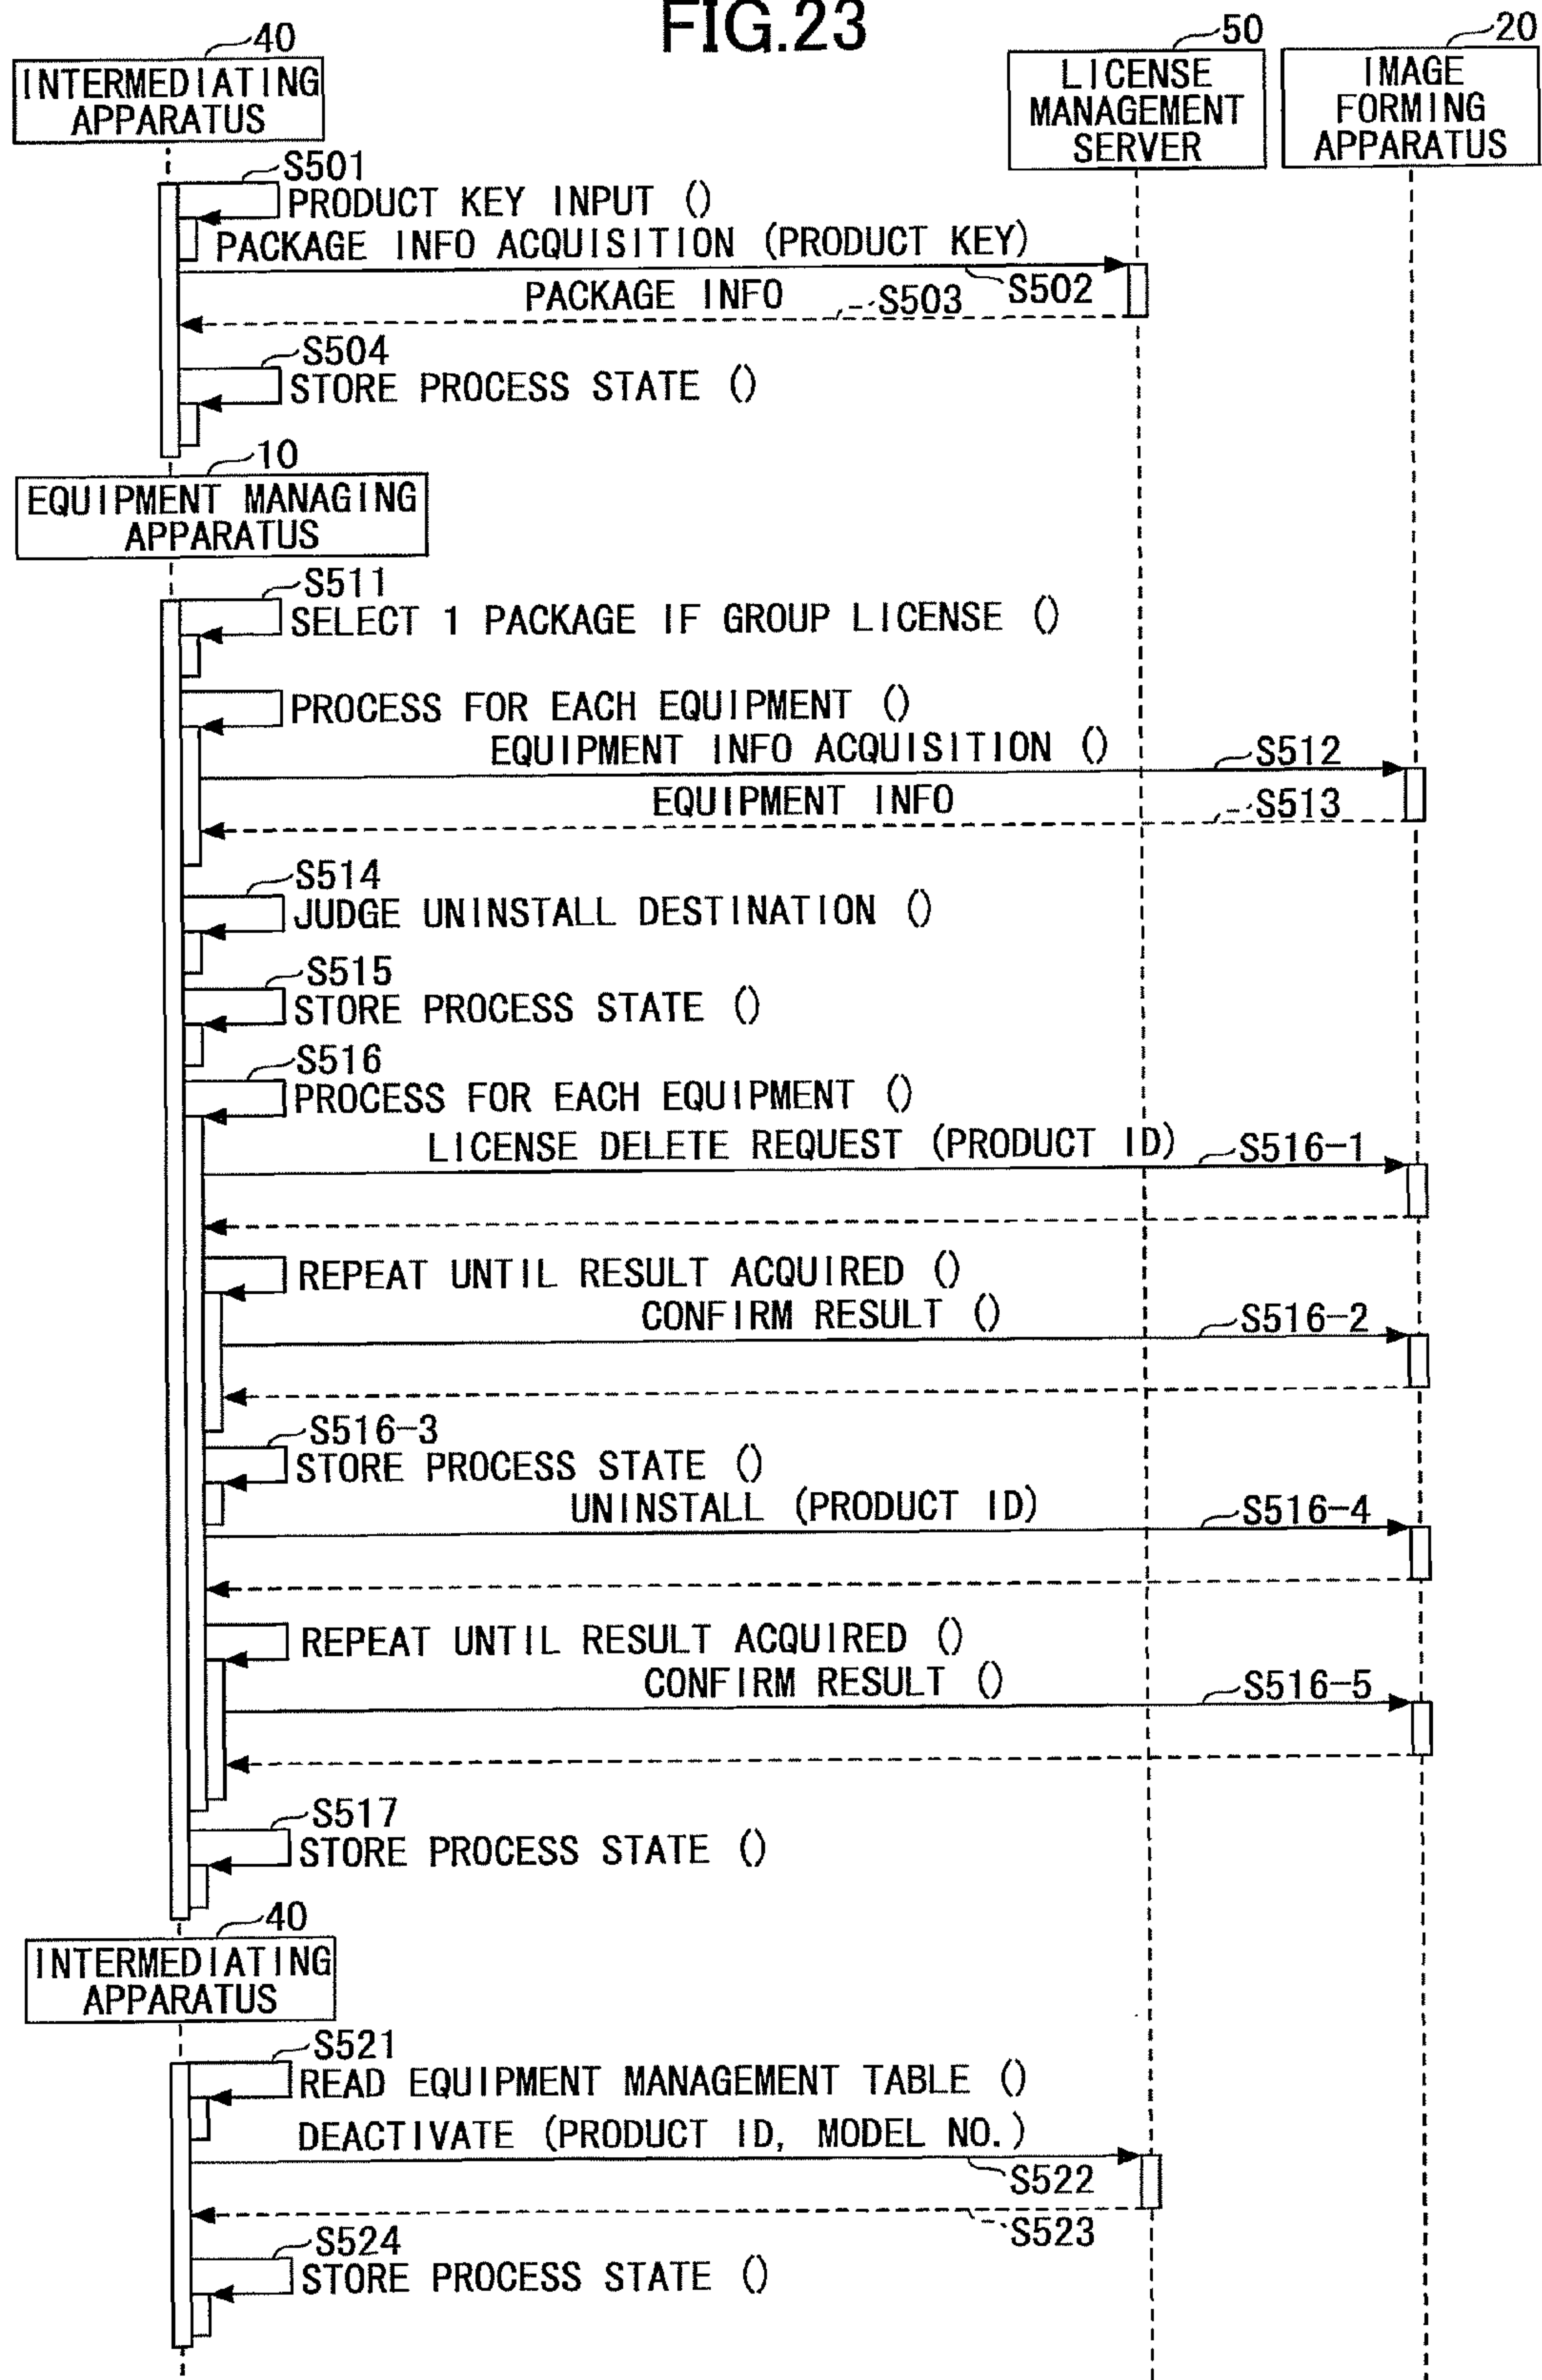 FIG.23
40
INTERMEDIATING
APPARATUS
50
LICENSE
MANAGEMENT
SERVER
20
IMAGE
FORMING
APPARATUS
S501
PRODUCT KEY INPUT ()
PACKAGE INFO ACQUISITION (PRODUCT KEY)
S502
PACKAGE INFO
S503
S504
STORE PROCESS STATE ()
10
EQUIPMENT MANAGING
APPARATUS
S511
SELECT 1 PACKAGE IF GROUP LICENSE ()
PROCESS FOR EACH EQUIPMENT ()
EQUIPMENT INFO ACQUISITION ()
S512
EQUIPMENT INFO
S513
S514
JUDGE UNINSTALL DESTINATION ()
S515
STORE PROCESS STATE ()
S516
PROCESS FOR EACH EQUIPMENT ()
LICENSE DELETE REQUEST (PRODUCT ID)
S516-1
REPEAT UNTIL RESULT ACQUIRED ()
CONFIRM RESULT ()
S516-2
S516-3
STORE PROCESS STATE ()
UNINSTALL (PRODUCT ID)
S516-4
REPEAT UNTIL RESULT ACQUIRED ()
CONFIRM RESULT ()
S516-5
S517
STORE PROCESS STATE ()
40
INTERMEDIATING
APPARATUS
S521
READ EQUIPMENT MANAGEMENT TABLE ()
DEACTIVATE (PRODUCT ID, MODEL NO.)
S522
S523
S524
STORE PROCESS STATE ()